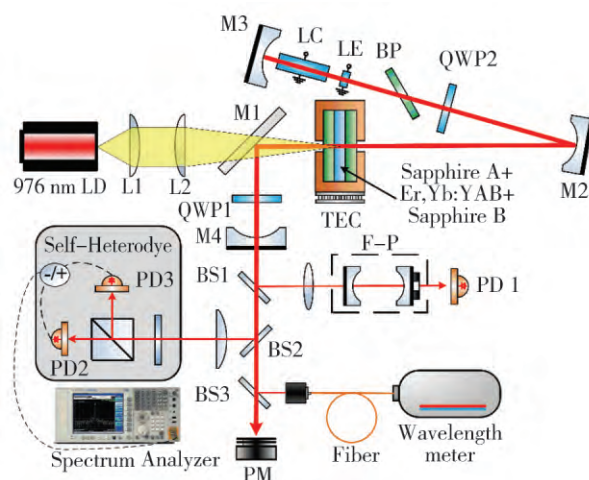 M3
LC
LE
BP
QWP2
M1
976 nm LD
L1
L2
TEC
Sapphire A+
Er,Yb:YAB+
Sapphire B
M2
QWP1
M4
F-P
Self-Heterodye
-/+
PD3
PD2
BS1
PD 1
BS2
BS3
Spectrum Analyzer
PM
Fiber
Wavelength
meter